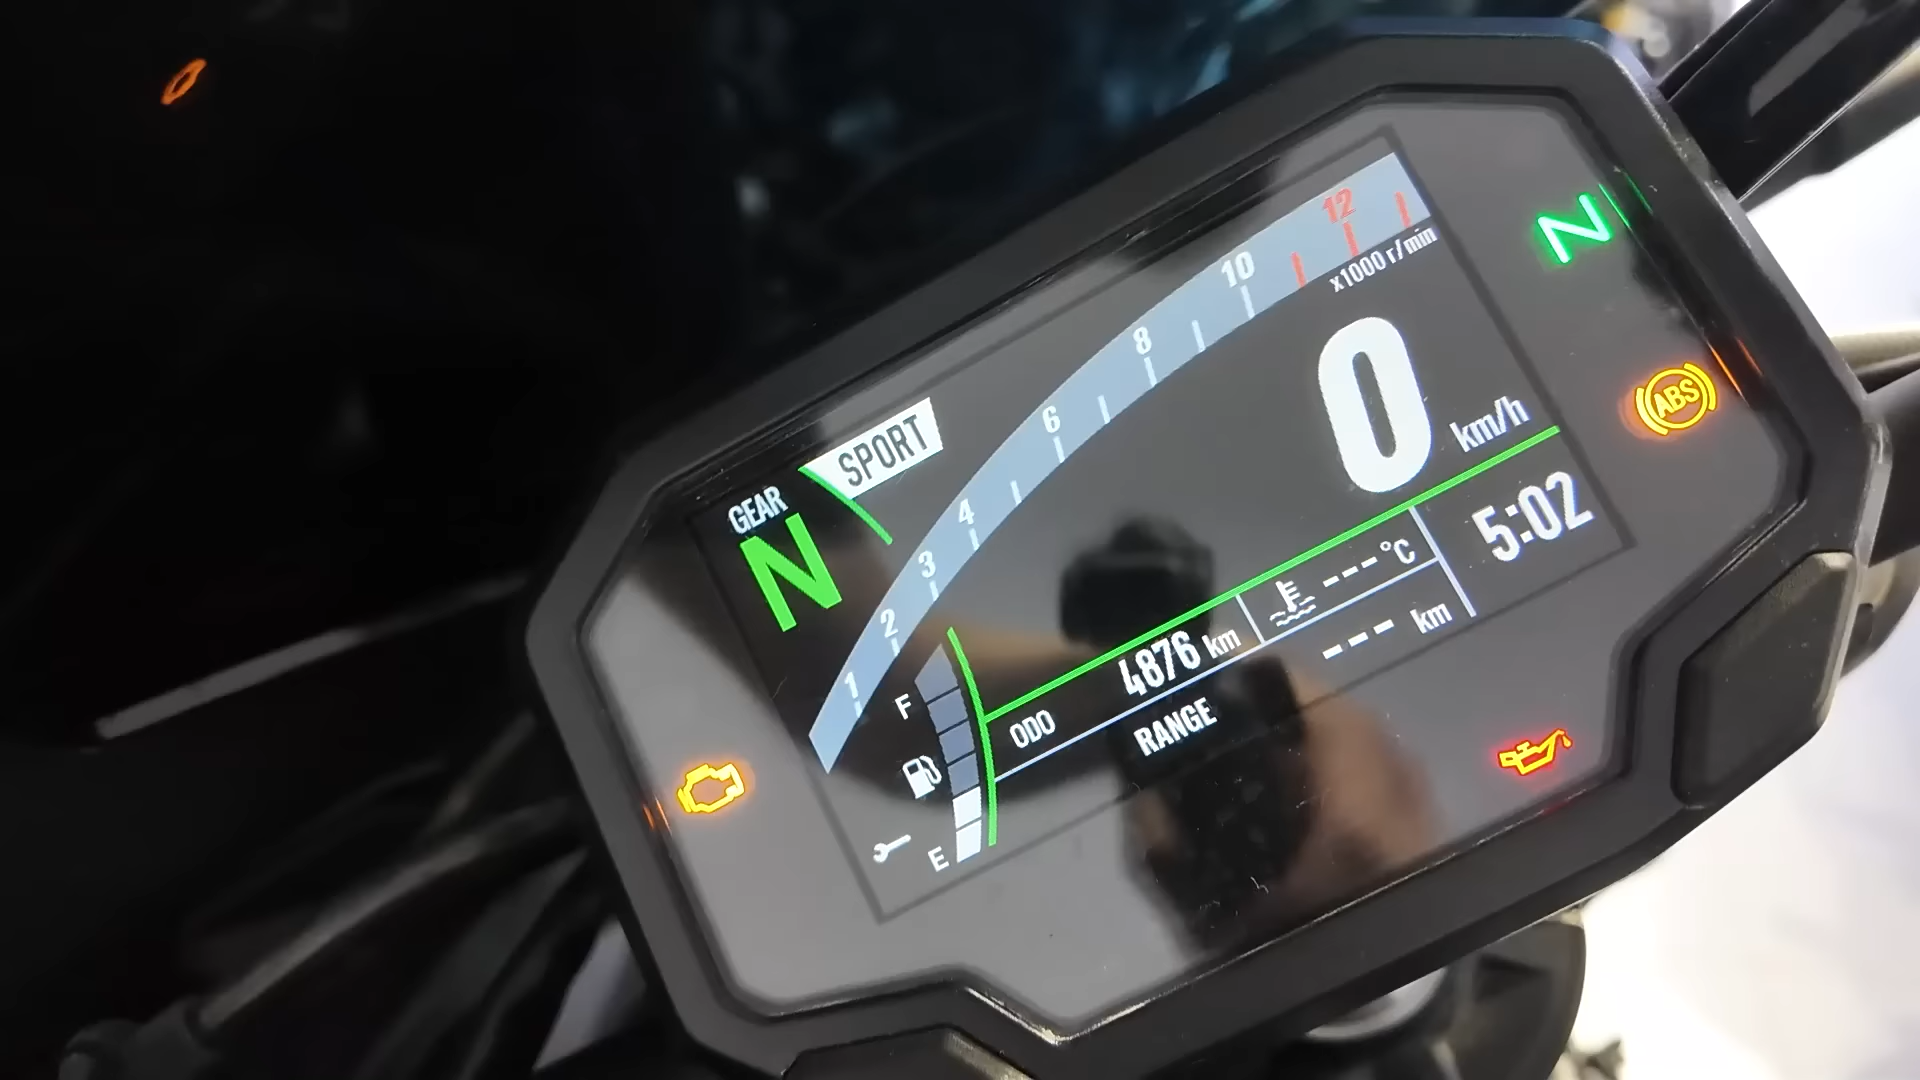 12
10
x1000 r/min
8
6
4
3
2
1
SPORT
GEAR
N
N
0 km/h
ABS
5:02
---°C
ODO 4876 km
RANGE --- km
F
E